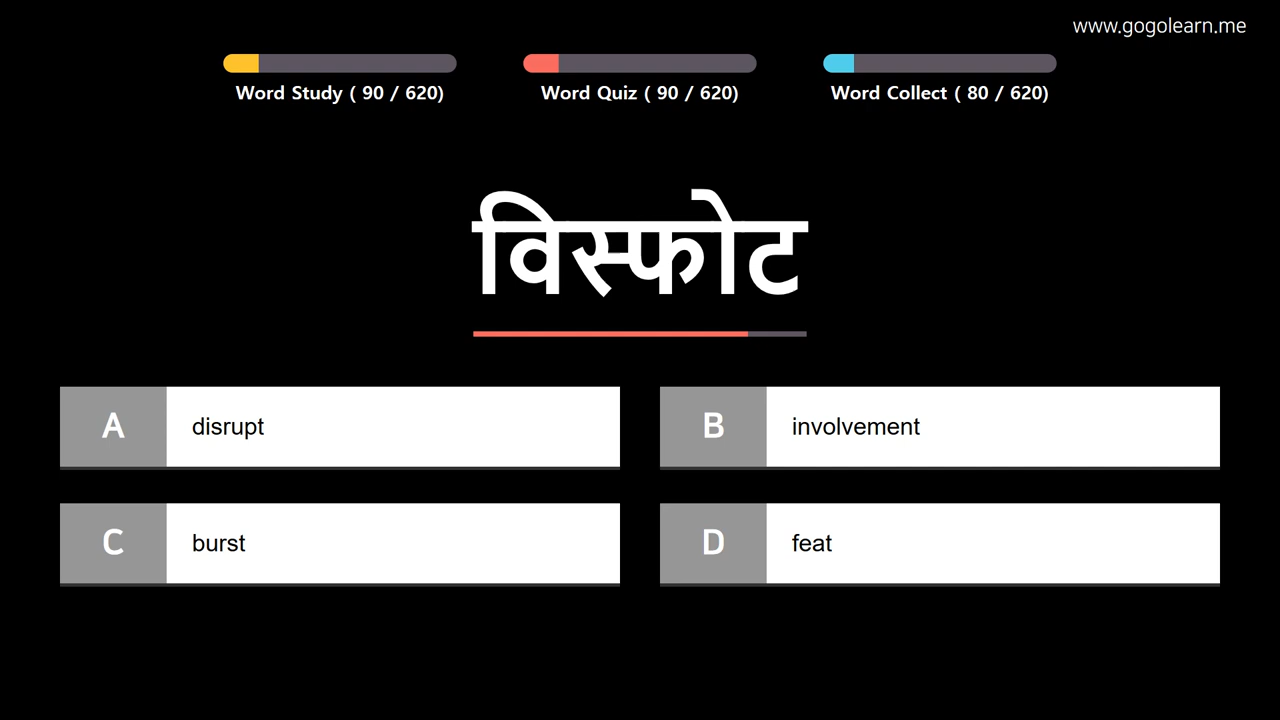 www.gogolearn.me
Word Study ( 90 / 620)
Word Quiz ( 90 / 620)
Word Collect ( 80 / 620)
विस्फोट
A disrupt
B involvement
C burst
D feat